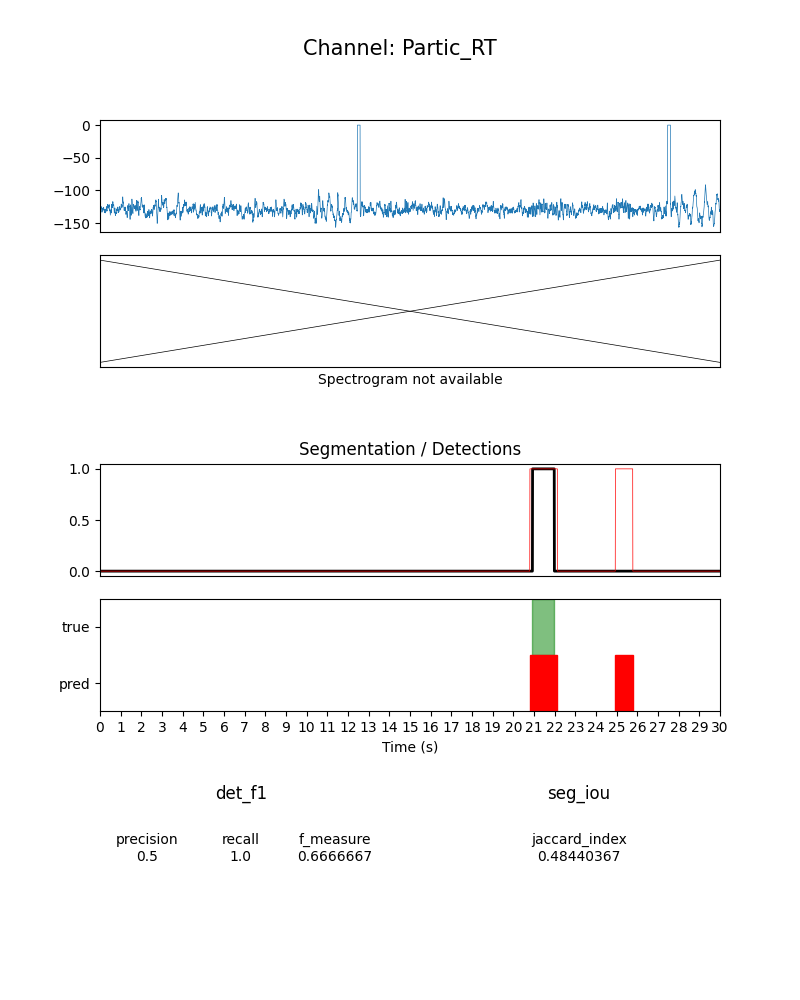 Channel: Partic_RT
0
−50
−100
−150
Spectrogram not available
Segmentation / Detections
1.0
0.5
0.0
true
pred
0 1 2 3 4 5 6 7 8 9 10 11 12 13 14 15 16 17 18 19 20 21 22 23 24 25 26 27 28 29 30
Time (s)
det_f1 seg_iou
precision recall f_measure jaccard_index
0.5 1.0 0.6666667 0.48440367